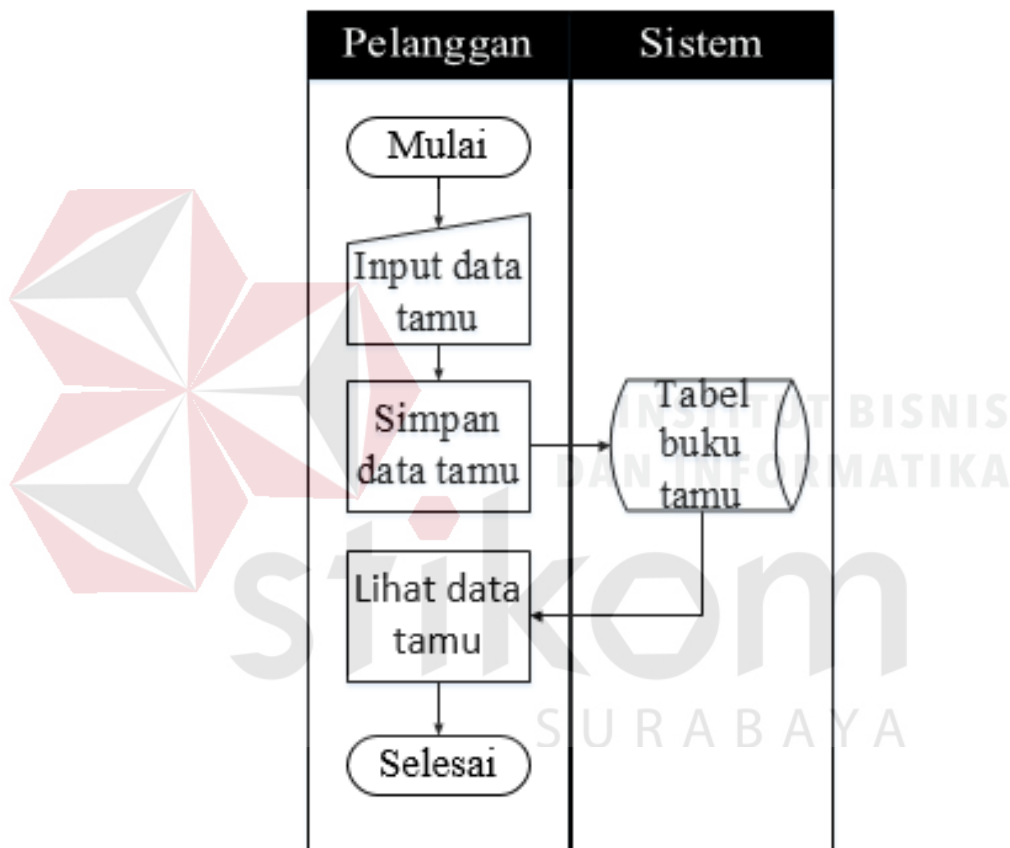 Pelanggan
Sistem
Mulai
Input data
tamu
Simpan
data tamu
Tabel
buku
tamu
Lihat data
tamu
Selesai
INSTITUT BISNIS
DAN INFORMATIKA
stikom
SURABAYA